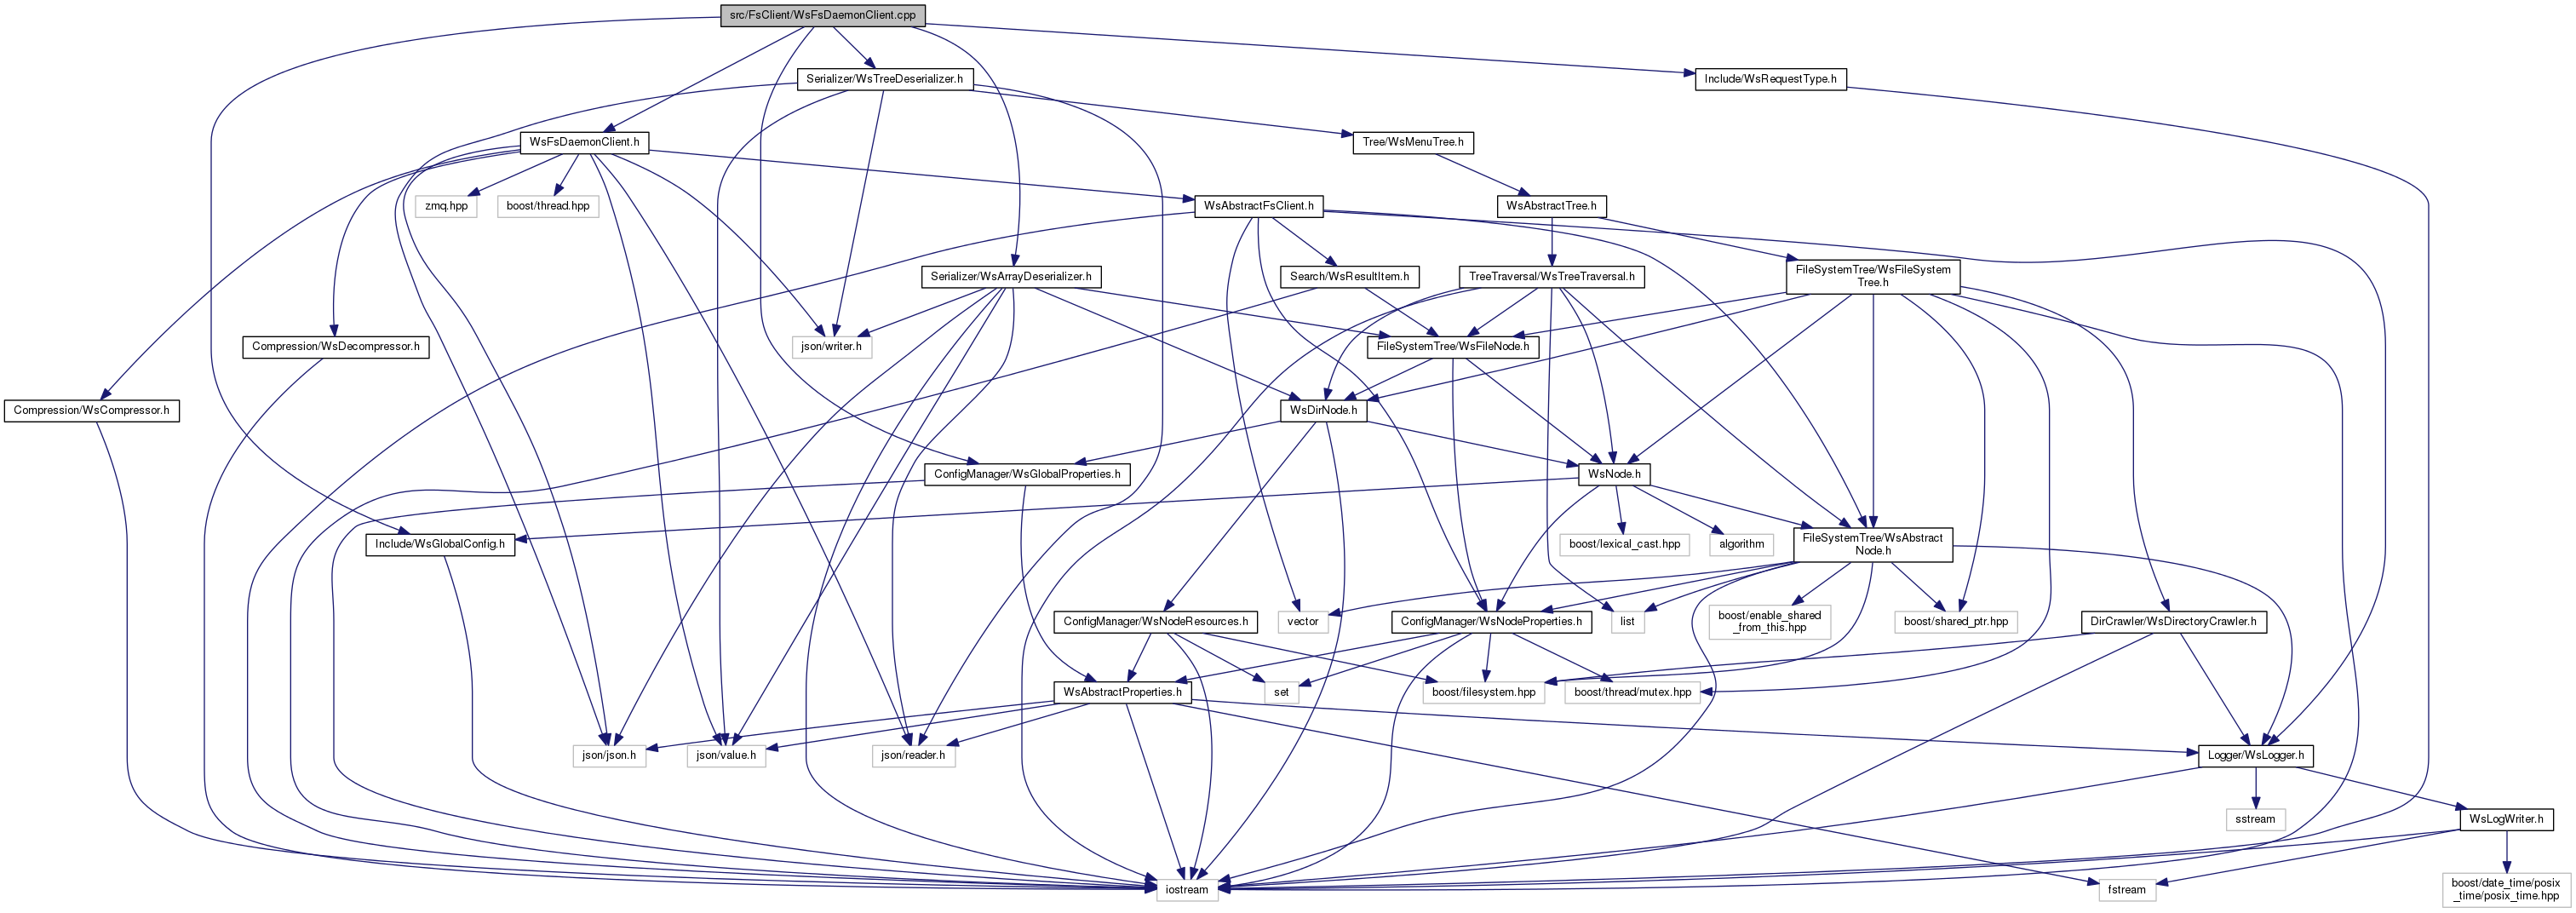 src/FsClient/WsFsDaemonClient.cpp
Serializer/WsTreeDeserializer.h
Include/WsRequestType.h
WsFsDaemonClient.h
Tree/WsMenuTree.h
zmq.hpp
boost/thread.hpp
WsAbstractFsClient.h
WsAbstractTree.h
Serializer/WsArrayDeserializer.h
Search/WsResultItem.h
TreeTraversal/WsTreeTraversal.h
FileSystemTree/WsFileSystem
Tree.h
Compression/WsDecompressor.h
json/writer.h
FileSystemTree/WsFileNode.h
Compression/WsCompressor.h
WsDirNode.h
ConfigManager/WsGlobalProperties.h
WsNode.h
Include/WsGlobalConfig.h
boost/lexical_cast.hpp
algorithm
FileSystemTree/WsAbstract
Node.h
ConfigManager/WsNodeResources.h
vector
ConfigManager/WsNodeProperties.h
list
boost/enable_shared
_from_this.hpp
boost/shared_ptr.hpp
DirCrawler/WsDirectoryCrawler.h
WsAbstractProperties.h
set
boost/filesystem.hpp
boost/thread/mutex.hpp
json/json.h
json/value.h
json/reader.h
Logger/WsLogger.h
sstream
WsLogWriter.h
iostream
fstream
boost/date_time/posix
_time/posix_time.hpp